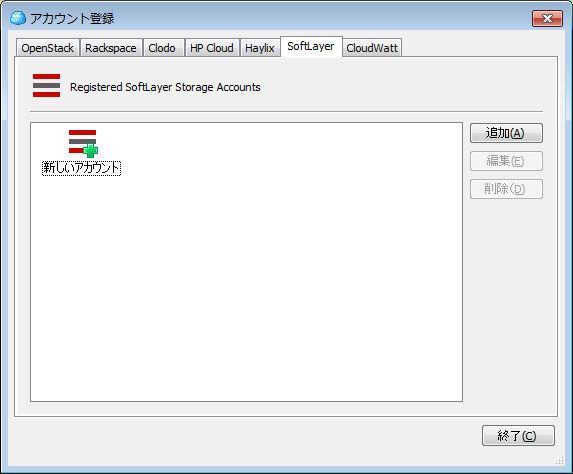 アカウント登録
OpenStack Rackspace Clodo HP Cloud Haylix SoftLayer CloudWatt
Registered SoftLayer Storage Accounts
新しいアカウント
追加(A)
編集(E)
削除(D)
終了(C)